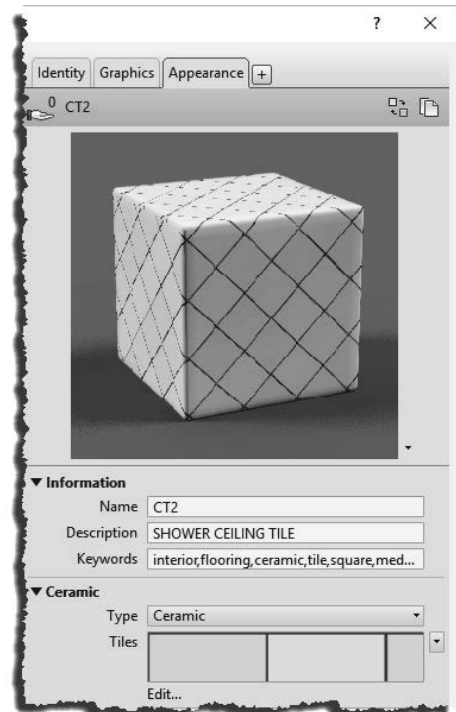 ? ×
Identity Graphics Appearance +
0 CT2
▼ Information
Name CT2
Description SHOWER CEILING TILE
Keywords interior,flooring,ceramic,tile,square,med...
▼ Ceramic
Type Ceramic
Tiles
Edit...